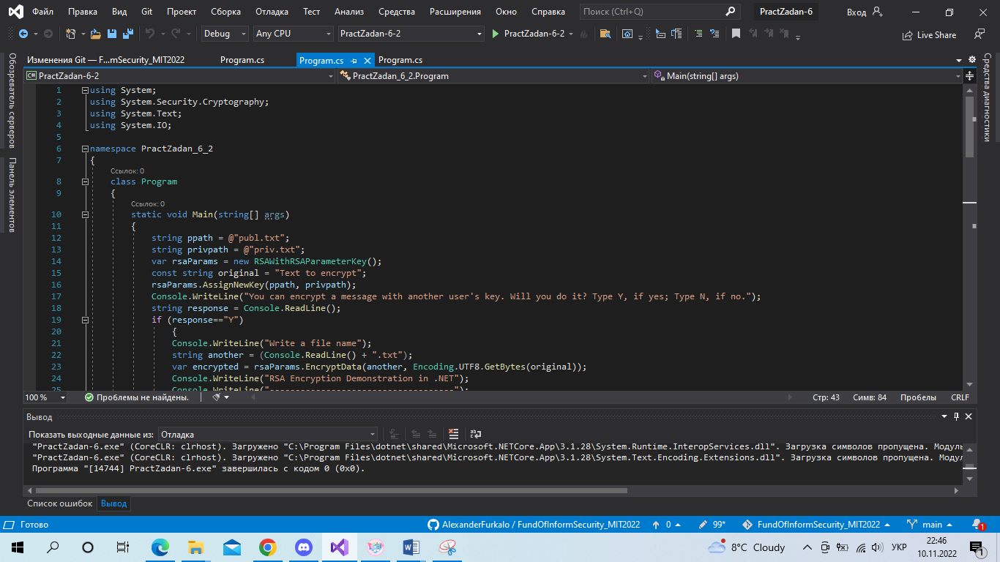 Файл Правка Вид Git Проект Сборка Отладка Тест Анализ Средства Расширения Окно Справка Поиск (Ctrl+Q) PractZadan-6 Вход
Debug Any CPU PractZadan-6-2 PractZadan-6-2 Live Share
Изменения Git — F...mSecurity_MIT2022 Program.cs Program.cs Program.cs
PractZadan-6-2 PractZadan_6_2.Program Main(string[] args)
Обозреватель серверов
Панель элементов
Средства диагностики
1 using System;
2 using System.Security.Cryptography;
3 using System.Text;
4 using System.IO;
5
6 namespace PractZadan_6_2
7 {
Ссылок: 0
8 class Program
9 {
Ссылок: 0
10 static void Main(string[] args)
11 {
12 string ppath = @"publ.txt";
13 string privpath = @"priv.txt";
14 var rsaParams = new RSAWithRSAParameterKey();
15 const string original = "Text to encrypt";
16 rsaParams.AssignNewKey(ppath, privpath);
17 Console.WriteLine("You can encrypt a message with another user's key. Will you do it? Type Y, if yes; Type N, if no.");
18 string response = Console.ReadLine();
19 if (response=="Y")
20 {
21 Console.WriteLine("Write a file name");
22 string another = (Console.ReadLine() + ".txt");
23 var encrypted = rsaParams.EncryptData(another, Encoding.UTF8.GetBytes(original));
24 Console.WriteLine("RSA Encryption Demonstration in .NET");
25 Console.WriteLine("------------------------------------");
100 % Проблемы не найдены. Стр: 43 Симв: 84 Пробелы CRLF
Вывод
Показать выходные данные из: Отладка
"PractZadan-6.exe" (CoreCLR: clrhost). Загружено "C:\Program Files\dotnet\shared\Microsoft.NETCore.App\3.1.28\System.Runtime.InteropServices.dll". Загрузка символов пропущена. Модуль
"PractZadan-6.exe" (CoreCLR: clrhost). Загружено "C:\Program Files\dotnet\shared\Microsoft.NETCore.App\3.1.28\System.Text.Encoding.Extensions.dll". Загрузка символов пропущена. Модул
Программа "[14744] PractZadan-6.exe" завершилась с кодом 0 (0x0).
Список ошибок Вывод
Готово AlexanderFurkalo / FundOfInformSecurity_MIT2022 0 99* FundOfInformSecurity_MIT2022 main 1
8°C Cloudy УКР 22:46
10.11.2022 1